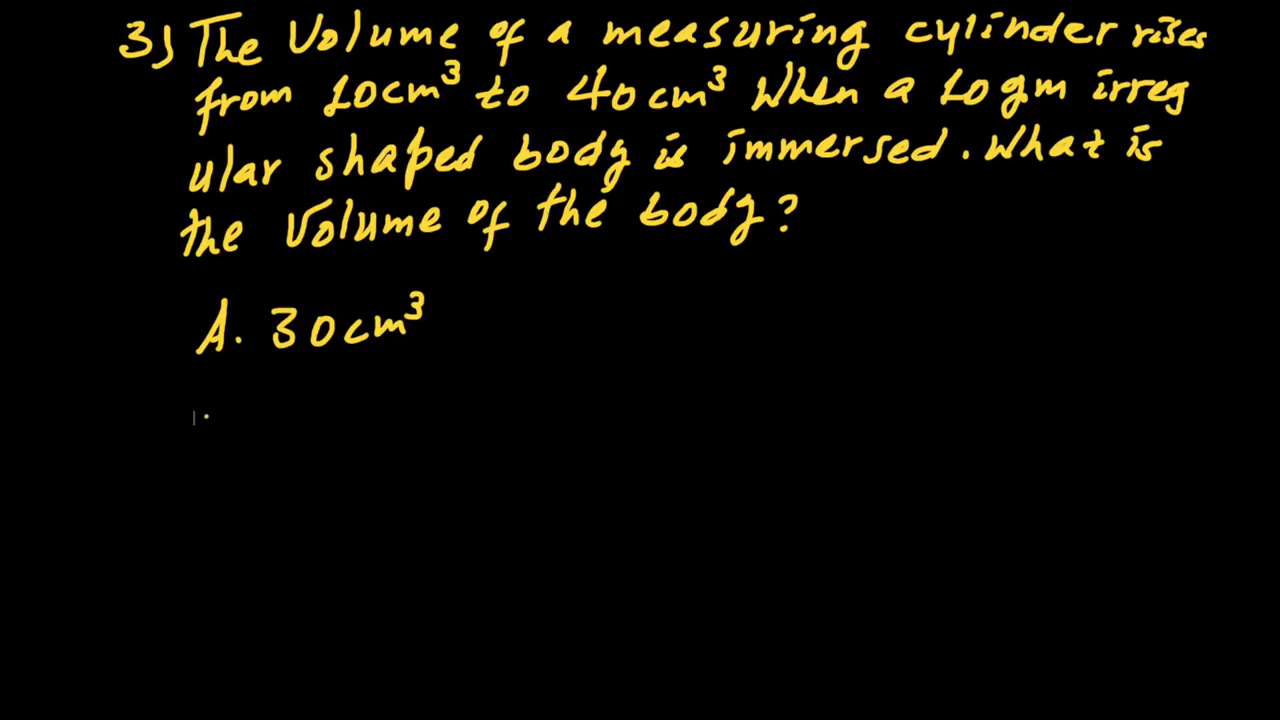 3) The Volume of a measuring cylinder rises
from 10cm³ to 40cm³ When a 10gm irreg
ular shaped body is immersed. What is
the Volume of the body?
A. 30cm³